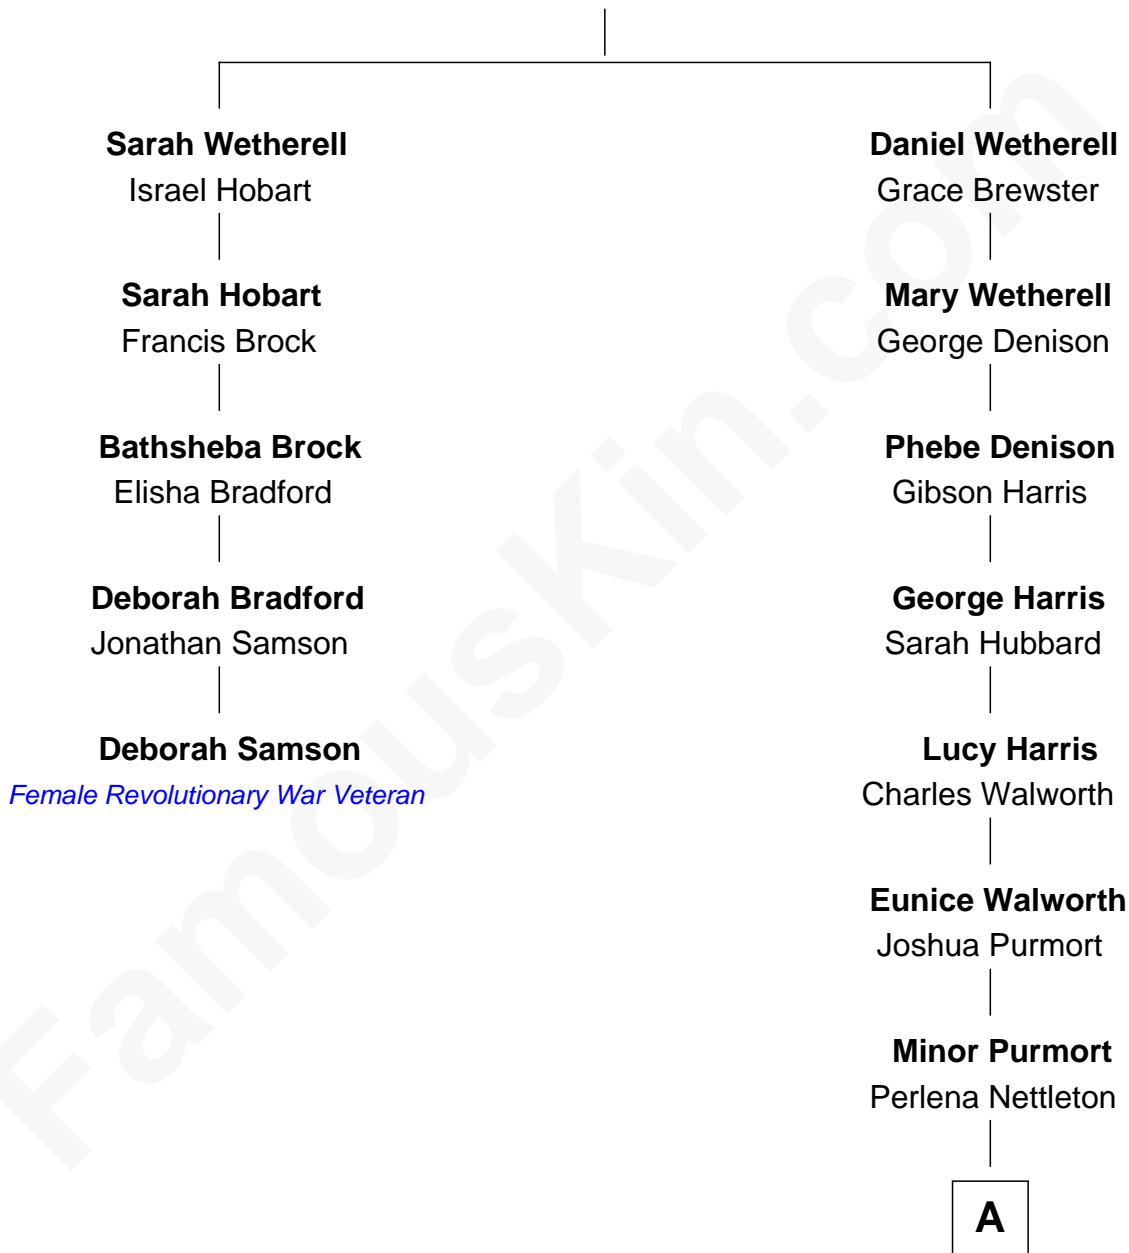 Sarah Wetherell
Israel Hobart
Sarah Hobart
Francis Brock
Bathsheba Brock
Elisha Bradford
Deborah Bradford
Jonathan Samson
Deborah Samson
Female Revolutionary War Veteran
Daniel Wetherell
Grace Brewster
Mary Wetherell
George Denison
Phebe Denison
Gibson Harris
George Harris
Sarah Hubbard
Lucy Harris
Charles Walworth
Eunice Walworth
Joshua Purmort
Minor Purmort
Perlena Nettleton
A
FamousKin.com